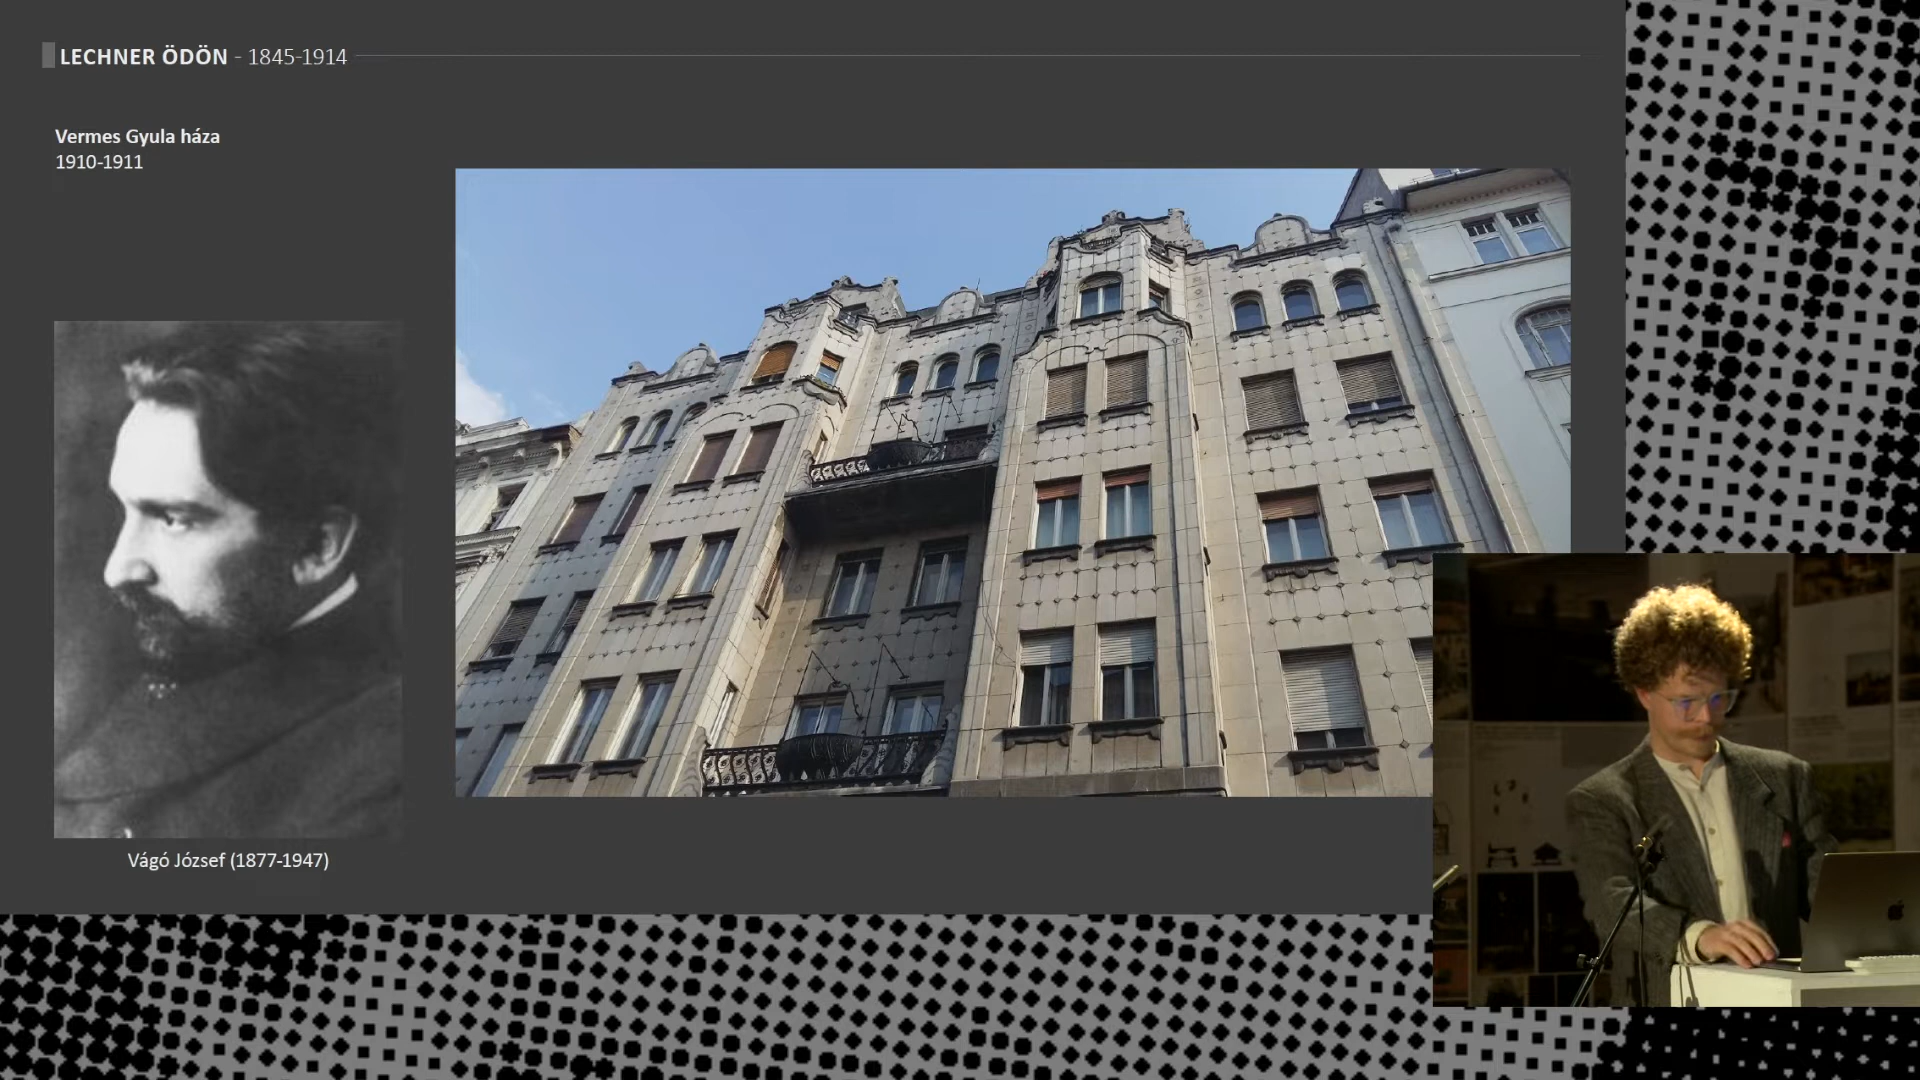 LECHNER ÖDÖN - 1845-1914
Vermes Gyula háza
1910-1911
Vágó József (1877-1947)